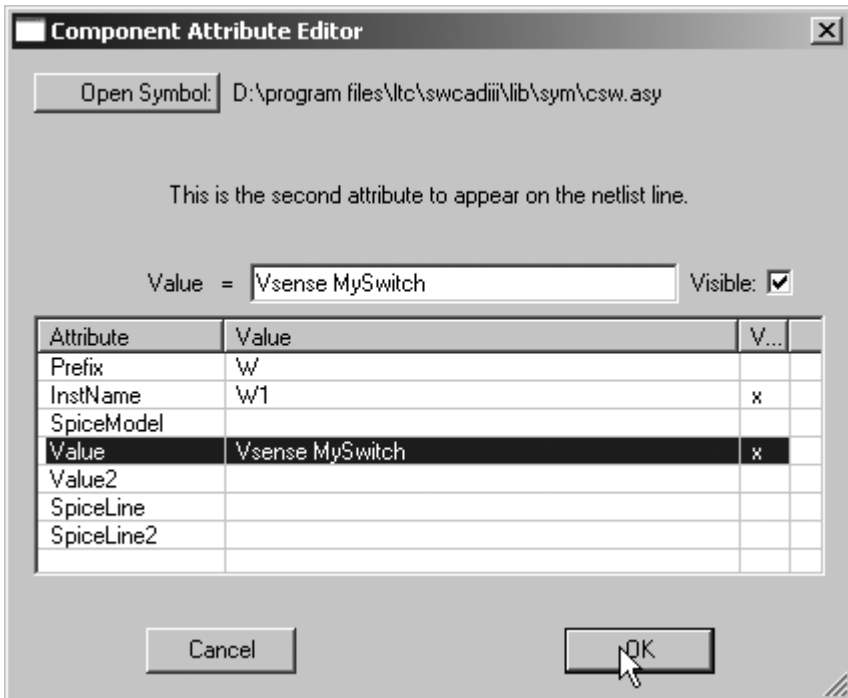 Component Attribute Editor
Open Symbol: D:\program files\ltc\swcadiii\lib\sym\csw.asy
This is the second attribute to appear on the netlist line.
Value = Vsense MySwitch Visible:
Attribute Value V...
Prefix W
InstName W1 x
SpiceModel
Value Vsense MySwitch x
Value2
SpiceLine
SpiceLine2
Cancel OK